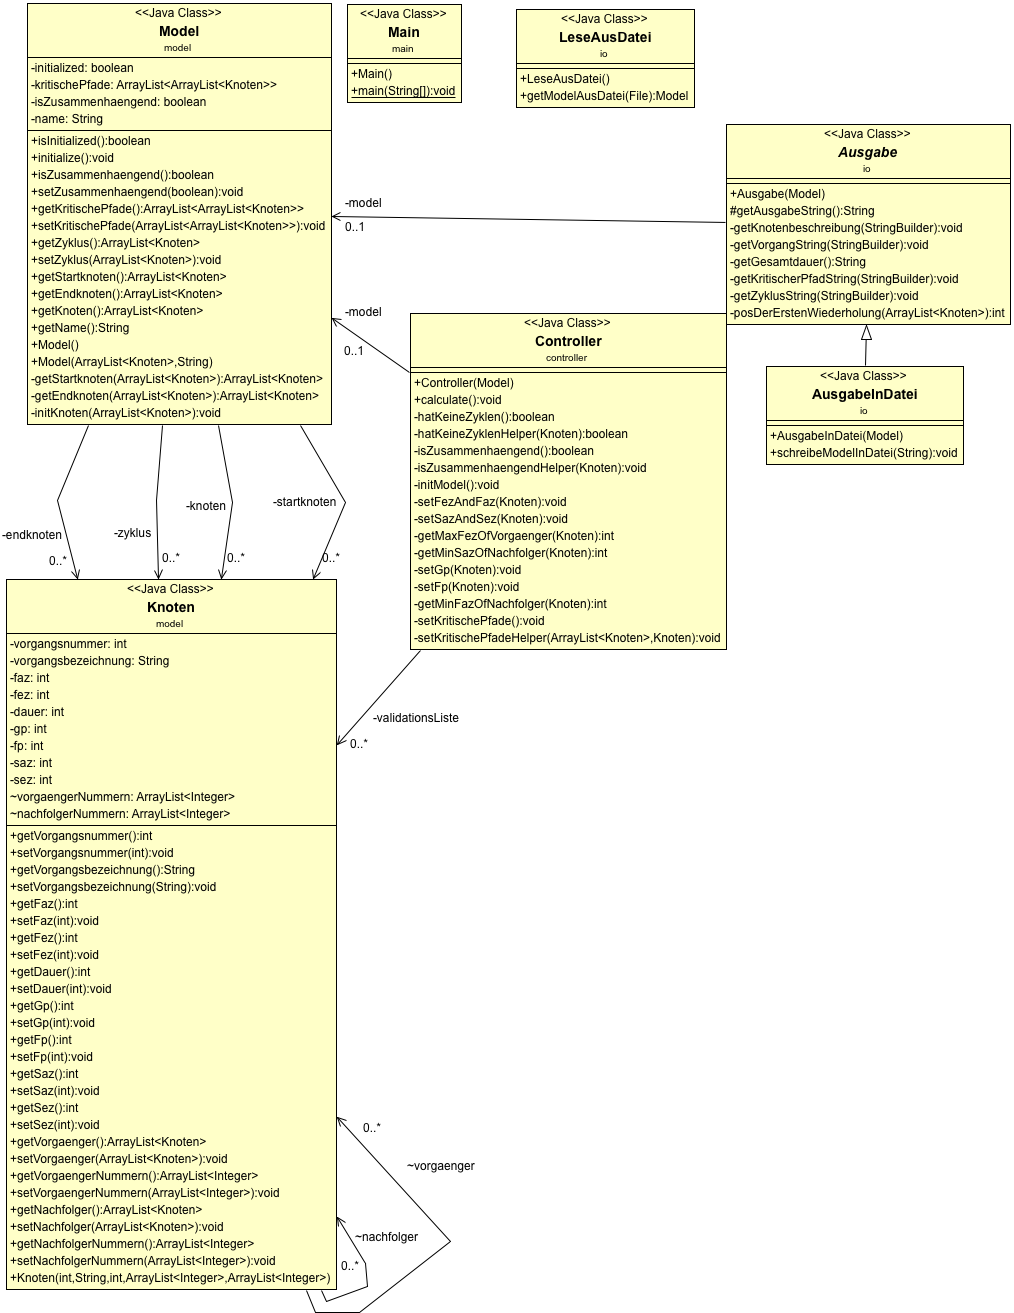 <<Java Class>>
Model
model
-initialized: boolean
-kritischePfade: ArrayList<ArrayList<Knoten>>
-isZusammenhaengend: boolean
-name: String
+isInitialized():boolean
+initialize():void
+isZusammenhaengend():boolean
+setZusammenhaengend(boolean):void
+getKritischePfade():ArrayList<ArrayList<Knoten>>
+setKritischePfade(ArrayList<ArrayList<Knoten>>):void
+getZyklus():ArrayList<Knoten>
+setZyklus(ArrayList<Knoten>):void
+getStartknoten():ArrayList<Knoten>
+getEndknoten():ArrayList<Knoten>
+getKnoten():ArrayList<Knoten>
+getName():String
+Model()
+Model(ArrayList<Knoten>,String)
-getStartknoten(ArrayList<Knoten>):ArrayList<Knoten>
-getEndknoten(ArrayList<Knoten>):ArrayList<Knoten>
-initKnoten(ArrayList<Knoten>):void
<<Java Class>>
Main
main
+Main()
+main(String[]):void
<<Java Class>>
LeseAusDatei
io
+LeseAusDatei()
+getModelAusDatei(File):Model
<<Java Class>>
Ausgabe
io
+Ausgabe(Model)
#getAusgabeString():String
-getKnotenbeschreibung(StringBuilder):void
-getVorgangString(StringBuilder):void
-getGesamtdauer():String
-getKritischerPfadString(StringBuilder):void
-getZyklusString(StringBuilder):void
-posDerErstenWiederholung(ArrayList<Knoten>):int
-model
0..1
-model
0..1
<<Java Class>>
Controller
controller
+Controller(Model)
+calculate():void
-hatKeineZyklen():boolean
-hatKeineZyklenHelper(Knoten):boolean
-isZusammenhaengend():boolean
-isZusammenhaengendHelper(Knoten):void
-initModel():void
-setFezAndFaz(Knoten):void
-setSazAndSez(Knoten):void
-getMaxFezOfVorgaenger(Knoten):int
-getMinSazOfNachfolger(Knoten):int
-setGp(Knoten):void
-setFp(Knoten):void
-getMinFazOfNachfolger(Knoten):int
-setKritischePfade():void
-setKritischePfadeHelper(ArrayList<Knoten>,Knoten):void
<<Java Class>>
AusgabeInDatei
io
+AusgabeInDatei(Model)
+schreibeModelInDatei(String):void
-endknoten
0..*
-zyklus
0..*
-knoten
0..*
-startknoten
0..*
-validationsListe
0..*
<<Java Class>>
Knoten
model
-vorgangsnummer: int
-vorgangsbezeichnung: String
-faz: int
-fez: int
-dauer: int
-gp: int
-fp: int
-saz: int
-sez: int
~vorgaengerNummern: ArrayList<Integer>
~nachfolgerNummern: ArrayList<Integer>
+getVorgangsnummer():int
+setVorgangsnummer(int):void
+getVorgangsbezeichnung():String
+setVorgangsbezeichnung(String):void
+getFaz():int
+setFaz(int):void
+getFez():int
+setFez(int):void
+getDauer():int
+setDauer(int):void
+getGp():int
+setGp(int):void
+getFp():int
+setFp(int):void
+getSaz():int
+setSaz(int):void
+getSez():int
+setSez(int):void
+getVorgaenger():ArrayList<Knoten>
+setVorgaenger(ArrayList<Knoten>):void
+getVorgaengerNummern():ArrayList<Integer>
+setVorgaengerNummern(ArrayList<Integer>):void
+getNachfolger():ArrayList<Knoten>
+setNachfolger(ArrayList<Knoten>):void
+getNachfolgerNummern():ArrayList<Integer>
+setNachfolgerNummern(ArrayList<Integer>):void
+Knoten(int,String,int,ArrayList<Integer>,ArrayList<Integer>)
0..*
~vorgaenger
~nachfolger
0..*